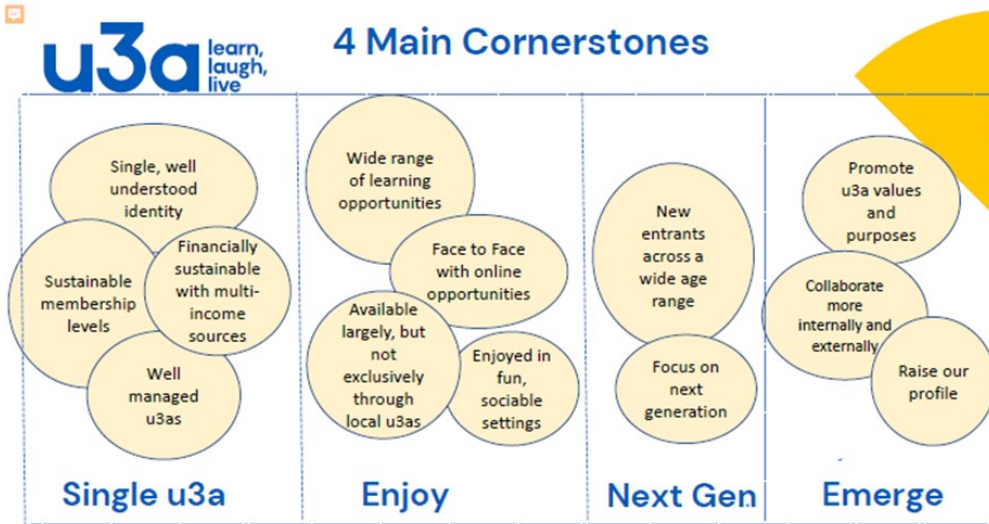 u3a
learn,
laugh,
live
4 Main Cornerstones
Single, well
understood
identity
Sustainable
membership
levels
Financially
sustainable
with multi-
income
sources
Well
managed
u3as
Single u3a
Wide range
of learning
opportunities
Face to Face
with online
opportunities
Available
largely, but
not
exclusively
through
local u3as
Enjoyed in
fun,
sociable
settings
Enjoy
New
entrants
across a
wide age
range
Focus on
next
generation
Next Gen
Promote
u3a values
and
purposes
Collaborate
more
internally and
externally
Raise our
profile
Emerge